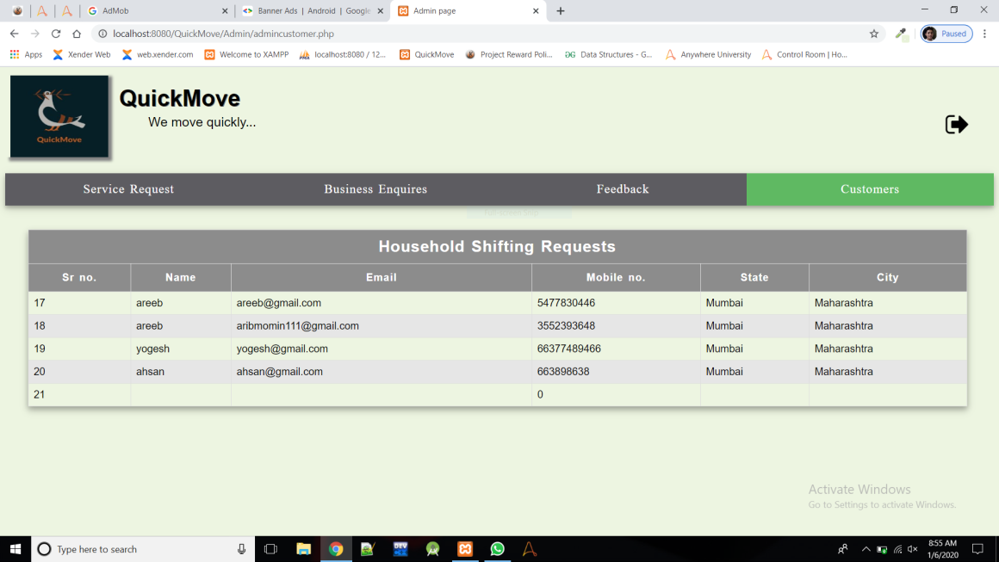 AdMob
Banner Ads | Android | Google
Admin page
localhost:8080/QuickMove/Admin/admincustomer.php
Paused
Apps
Xender Web
web.xender.com
Welcome to XAMPP
localhost:8080 / 12...
QuickMove
Project Reward Poli...
Data Structures - G...
Anywhere University
Control Room | Ho...
QuickMove
QuickMove
We move quickly...
Service Request Business Enquires Feedback Customers
Household Shifting Requests
Sr no. Name Email Mobile no. State City
17 areeb areeb@gmail.com 5477830446 Mumbai Maharashtra
18 areeb aribmomin111@gmail.com 3552393648 Mumbai Maharashtra
19 yogesh yogesh@gmail.com 66377489466 Mumbai Maharashtra
20 ahsan ahsan@gmail.com 663898638 Mumbai Maharashtra
21 0
Activate Windows
Go to Settings to activate Windows.
Type here to search
DEV
8:55 AM
1/6/2020